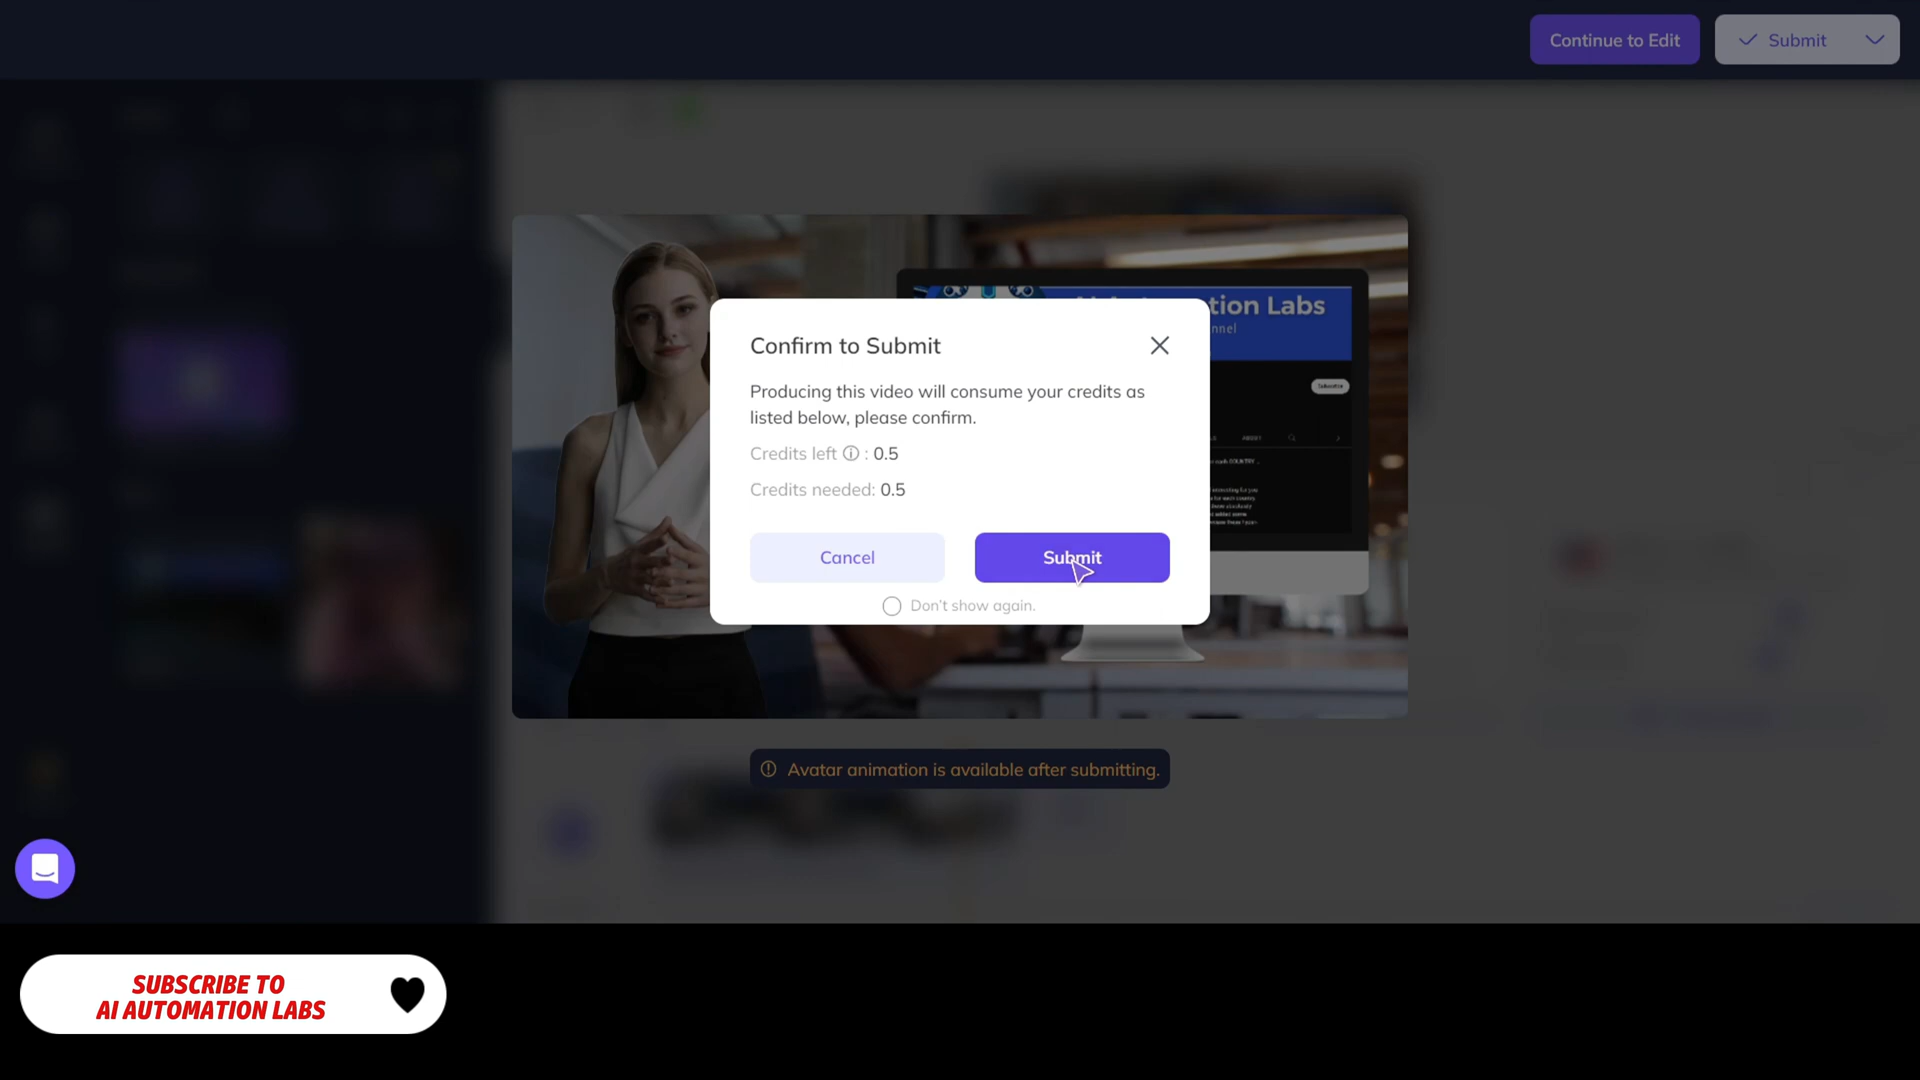 Continue to Edit
Submit
tion Labs
nnel
Subscribe
ABOUT
Confirm to Submit
Producing this video will consume your credits as
listed below, please confirm.
Credits left : 0.5
Credits needed: 0.5
Cancel
Submit
Don't show again.
Avatar animation is available after submitting.
SUBSCRIBE TO
AI AUTOMATION LABS